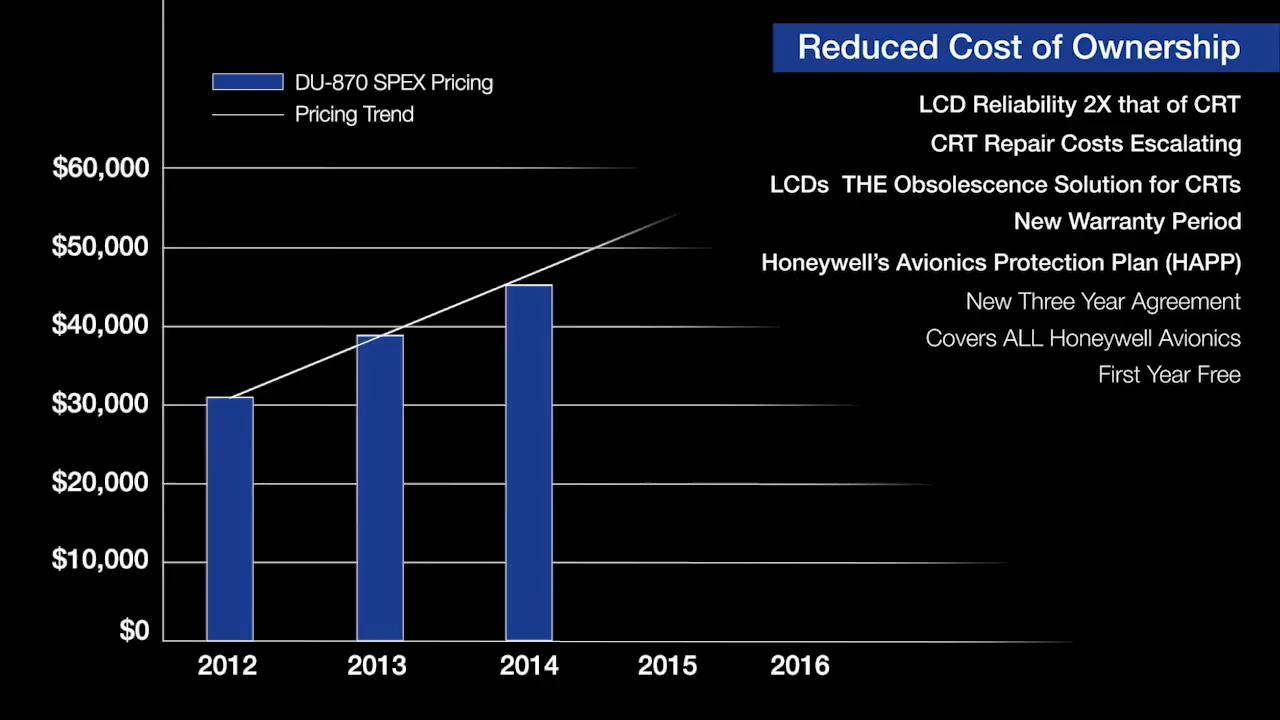 Reduced Cost of Ownership
DU-870 SPEX Pricing
Pricing Trend
LCD Reliability 2X that of CRT
CRT Repair Costs Escalating
LCDs THE Obsolescence Solution for CRTs
New Warranty Period
Honeywell's Avionics Protection Plan (HAPP)
New Three Year Agreement
Covers ALL Honeywell Avionics
First Year Free
$60,000
$50,000
$40,000
$30,000
$20,000
$10,000
$0
2012 2013 2014 2015 2016